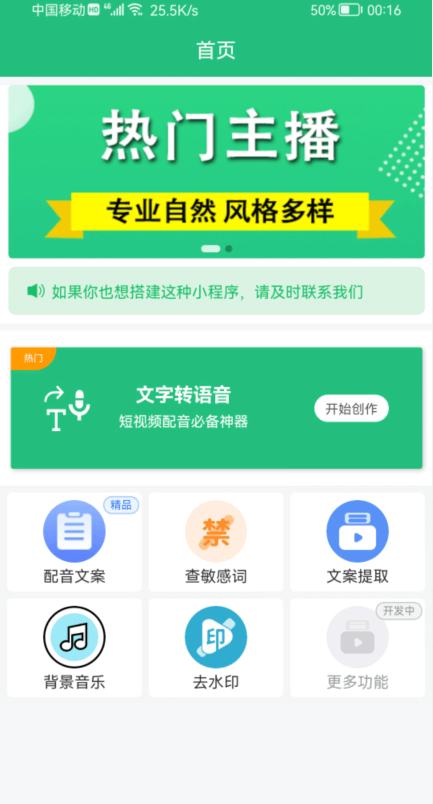 中国移动 HD 4G 25.5K/s 50% 00:16
首页
热门主播
专业自然 风格多样
如果你也想搭建这种小程序，请及时联系我们
热门
文字转语音
短视频配音必备神器
开始创作
T
精品
禁
配音文案 查敏感词 文案提取
开发中
印
背景音乐 去水印 更多功能